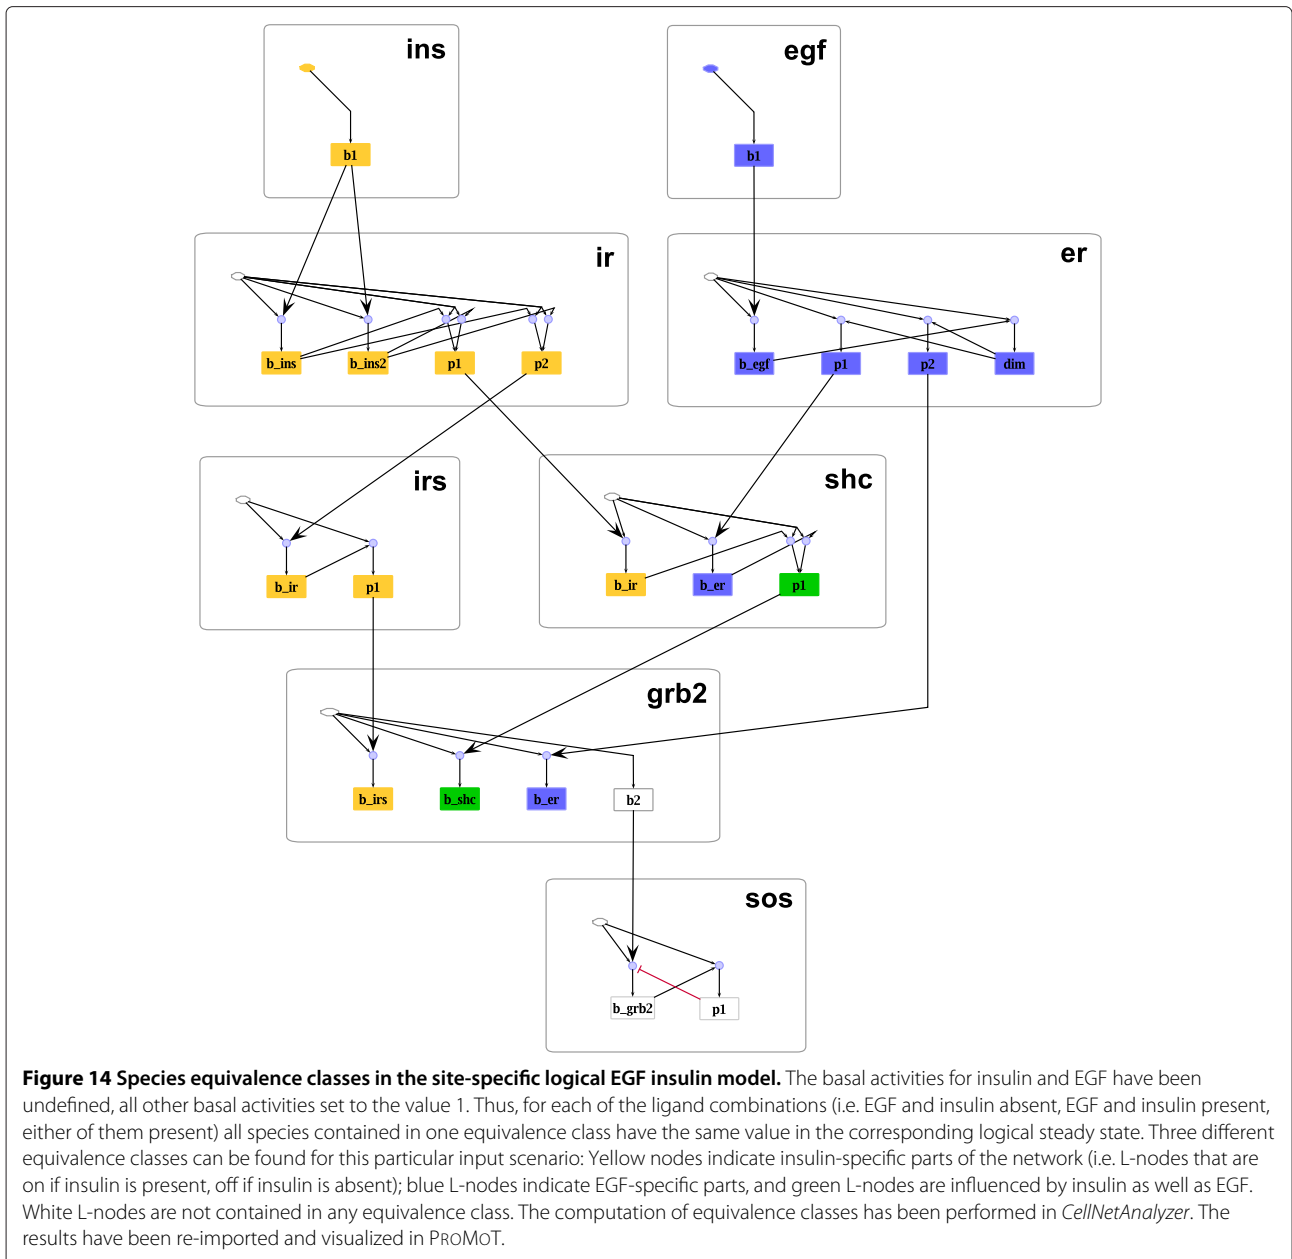 ins
egf
b1
b1
ir
er
b_ins
b_ins2
p1
p2
b_egf
p1
p2
dim
irs
shc
b_ir
p1
b_ir
b_er
p1
grb2
b_irs
b_shc
b_er
b2
sos
b_grb2
p1
Figure 14 Species equivalence classes in the site-specific logical EGF insulin model. The basal activities for insulin and EGF have been
undefined, all other basal activities set to the value 1. Thus, for each of the ligand combinations (i.e. EGF and insulin absent, EGF and insulin present,
either of them present) all species contained in one equivalence class have the same value in the corresponding logical steady state. Three different
equivalence classes can be found for this particular input scenario: Yellow nodes indicate insulin-specific parts of the network (i.e. L-nodes that are
on if insulin is present, off if insulin is absent); blue L-nodes indicate EGF-specific parts, and green L-nodes are influenced by insulin as well as EGF.
White L-nodes are not contained in any equivalence class. The computation of equivalence classes has been performed in CellNetAnalyzer. The
results have been re-imported and visualized in PROMOT.